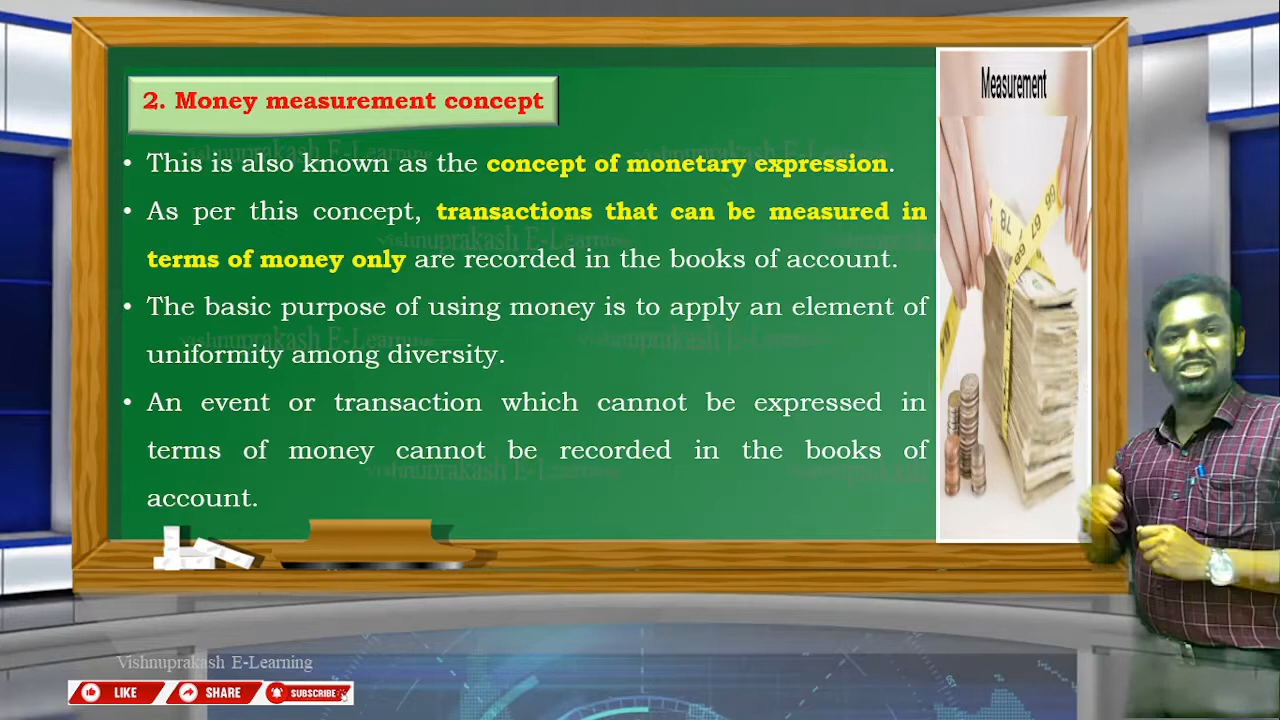 Measurement
2. Money measurement concept
• This is also known as the concept of monetary expression.
• As per this concept, transactions that can be measured in
terms of money only are recorded in the books of account.
• The basic purpose of using money is to apply an element of
uniformity among diversity.
• An event or transaction which cannot be expressed in
terms of money cannot be recorded in the books of
account.
78
67
66
Vishnuprakash E-Learning
LIKE
SHARE
SUBSCRIBE